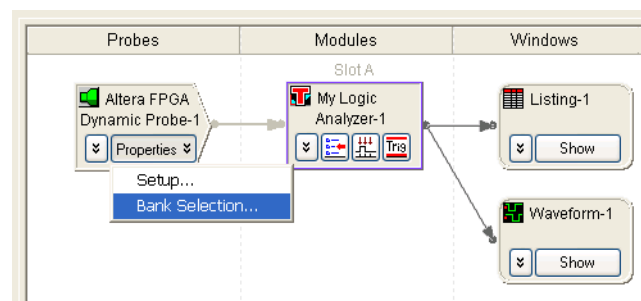 Probes Modules Windows
Slot A
Altera FPGA
Dynamic Probe-1
Properties
Setup...
Bank Selection...
My Logic
Analyzer-1
Trig
Listing-1
Show
Waveform-1
Show